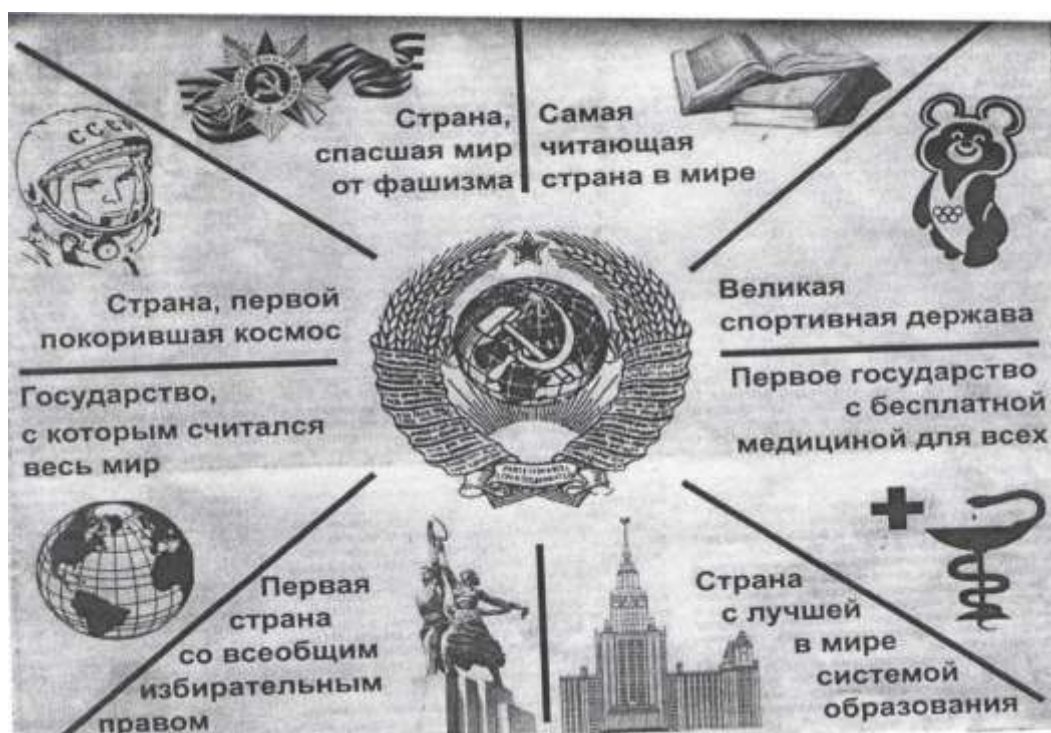 Страна,
спасшая мир
от фашизма
Самая
читающая
страна в мире
СССР
Страна, первой
покорившая космос
Великая
спортивная держава
Государство,
с которым считался
весь мир
Первое государство
с бесплатной
медициной для всех
Первая
страна
со всеобщим
избирательным
правом
Страна
с лучшей
в мире
системой
образования